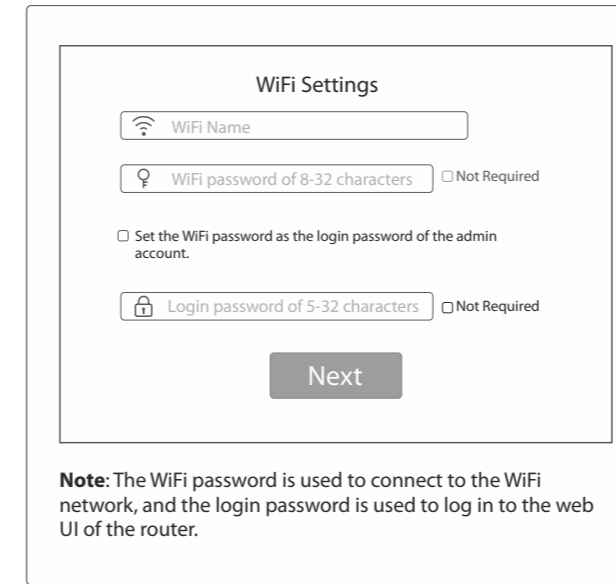 WiFi Settings
WiFi Name
WiFi password of 8-32 characters
Not Required
Set the WiFi password as the login password of the admin
account.
Login password of 5-32 characters
Not Required
Next
Note: The WiFi password is used to connect to the WiFi
network, and the login password is used to log in to the web
UI of the router.